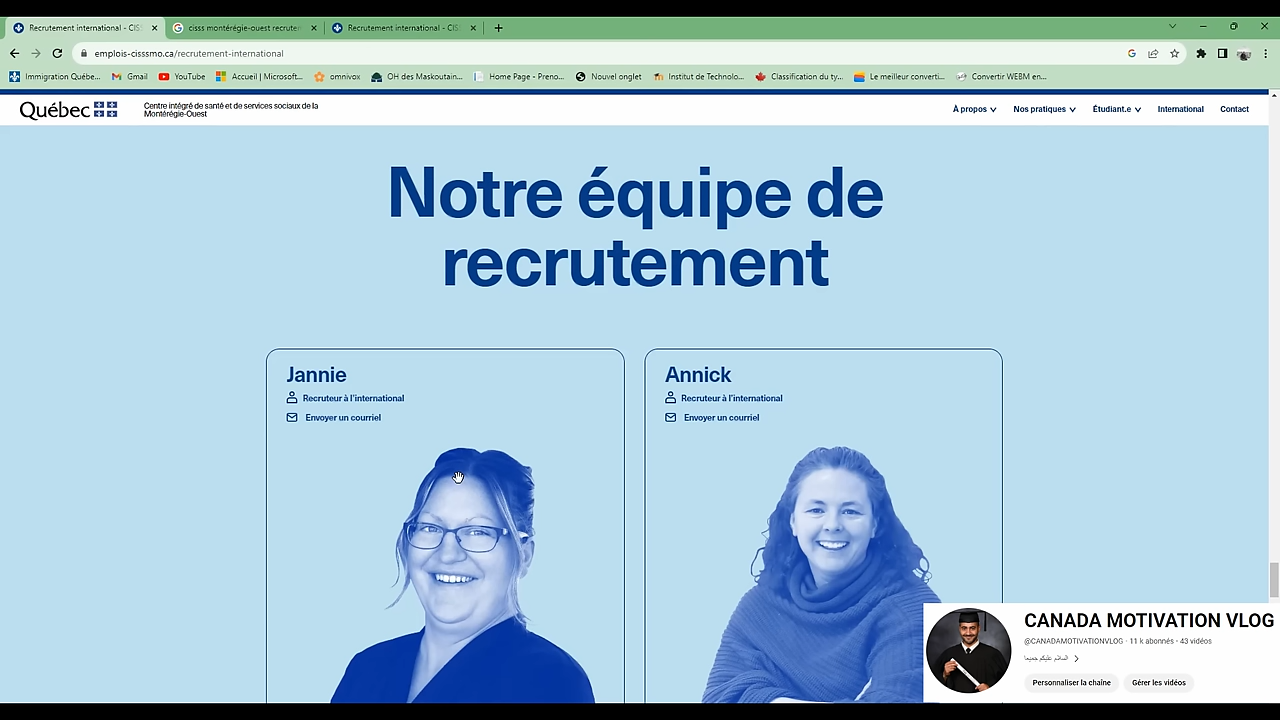 Recrutement international - CIS
cisss montérégie-ouest recrute
Recrutement international - CIS
emplois-cisssmo.ca/recrutement-international
Immigration Québe...
Gmail
YouTube
Accueil | Microsoft...
omnivox
OH des Maskoutain...
Home Page - Preno...
Nouvel onglet
Institut de Technolo...
Classification du ty...
Le meilleur converti...
Convertir WEBM en...
Québec
Centre intégré de santé et de services sociaux de la
Montérégie-Ouest
À propos
Nos pratiques
Étudiant.e
International
Contact
Notre équipe de
recrutement
Jannie
Recruteur à l'international
Envoyer un courriel
Annick
Recruteur à l'international
Envoyer un courriel
CANADA MOTIVATION VLOG
@CANADAMOTIVATIONVLOG · 11 k abonnés · 43 vidéos
السلام عليكم جميعا
Personnaliser la chaîne
Gérer les vidéos